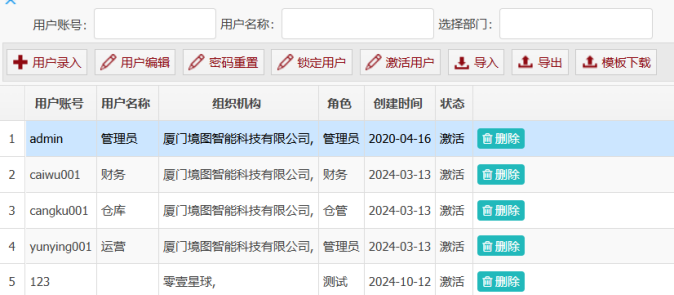 用户账号: 用户名称: 选择部门:
用户录入 用户编辑 密码重置 锁定用户 激活用户 导入 导出 模板下载
用户账号 用户名称 组织机构 角色 创建时间 状态
1 admin 管理员 厦门境图智能科技有限公司, 管理员 2020-04-16 激活 删除
2 caiwu001 财务 厦门境图智能科技有限公司, 财务 2024-03-13 激活 删除
3 cangku001 仓库 厦门境图智能科技有限公司, 仓管 2024-03-13 激活 删除
4 yunying001 运营 厦门境图智能科技有限公司, 管理员 2024-03-13 激活 删除
5 123 零壹星球, 测试 2024-10-12 激活 删除